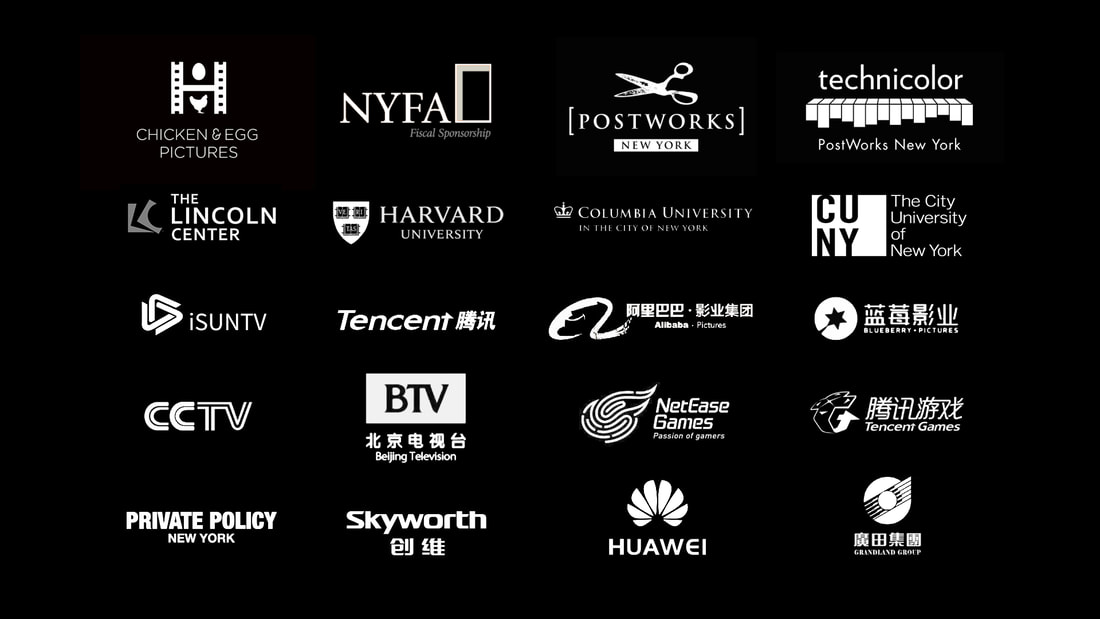 CHICKEN & EGG
PICTURES
NYFA
Fiscal Sponsorship
[POSTWORKS]
NEW YORK
technicolor
PostWorks New York
THE
LINCOLN
CENTER
VE RI
TAS
HARVARD
UNIVERSITY
COLUMBIA UNIVERSITY
IN THE CITY OF NEW YORK
CU
NY
The City
University
of
New York
iSUNTV
Tencent 腾讯
阿里巴巴·影业集团
Alibaba · Pictures
蓝莓影业
BLUEBERRY·PICTURES
CCTV
BTV
北京电视台
Beijing Television
NetEase
Games
Passion of gamers
腾讯游戏
Tencent Games
PRIVATE POLICY
NEW YORK
Skyworth
创维
HUAWEI
廣田集團
GRANDLAND GROUP